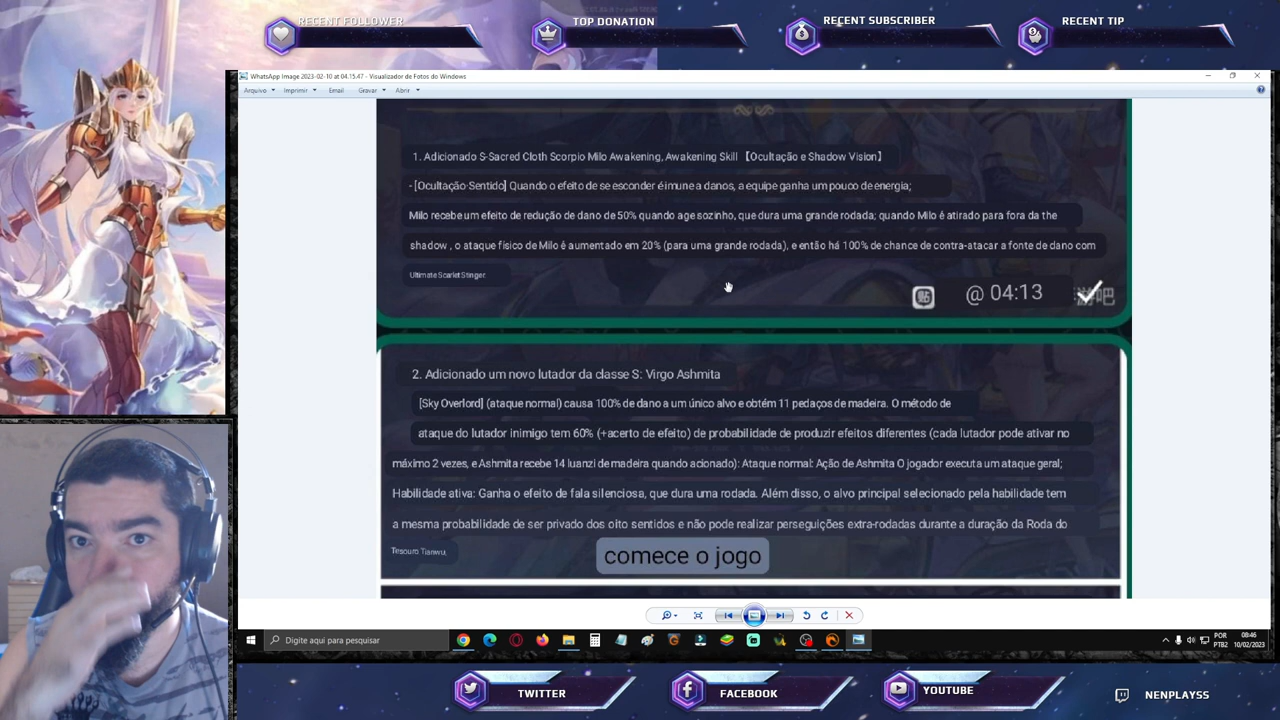 RECENT FOLLOWER
TOP DONATION
RECENT SUBSCRIBER
RECENT TIP
WhatsApp Image 2023-02-10 at 04.15.47 - Visualizador de Fotos do Windows
Arquivo Imprimir Email Gravar Abrir
1. Adicionado S-Sacred Cloth Scorpio Milo Awakening, Awakening Skill 【Ocultação e Shadow Vision】
- [Ocultação·Sentido] Quando o efeito de se esconder é imune a danos, a equipe ganha um pouco de energia;
Milo recebe um efeito de redução de dano de 50% quando age sozinho, que dura uma grande rodada; quando Milo é atirado para fora da the
shadow , o ataque físico de Milo é aumentado em 20% (para uma grande rodada), e então há 100% de chance de contra-atacar a fonte de dano com
Ultimate Scarlet Stinger.
贴 @ 04:13 游吧
2. Adicionado um novo lutador da classe S: Virgo Ashmita
[Sky Overlord] (ataque normal) causa 100% de dano a um único alvo e obtém 11 pedaços de madeira. O método de
ataque do lutador inimigo tem 60% (+acerto de efeito) de probabilidade de produzir efeitos diferentes (cada lutador pode ativar no
máximo 2 vezes, e Ashmita recebe 14 luanzi de madeira quando acionado): Ataque normal: Ação de Ashmita O jogador executa um ataque geral;
Habilidade ativa: Ganha o efeito de fala silenciosa, que dura uma rodada. Além disso, o alvo principal selecionado pela habilidade tem
a mesma probabilidade de ser privado dos oito sentidos e não pode realizar perseguições extra-rodadas durante a duração da Roda do
Tesouro Tianwu,
comece o jogo
Digite aqui para pesquisar
POR
PTB2
08:46
10/02/2023
TWITTER
FACEBOOK
YOUTUBE
NENPLAYSS